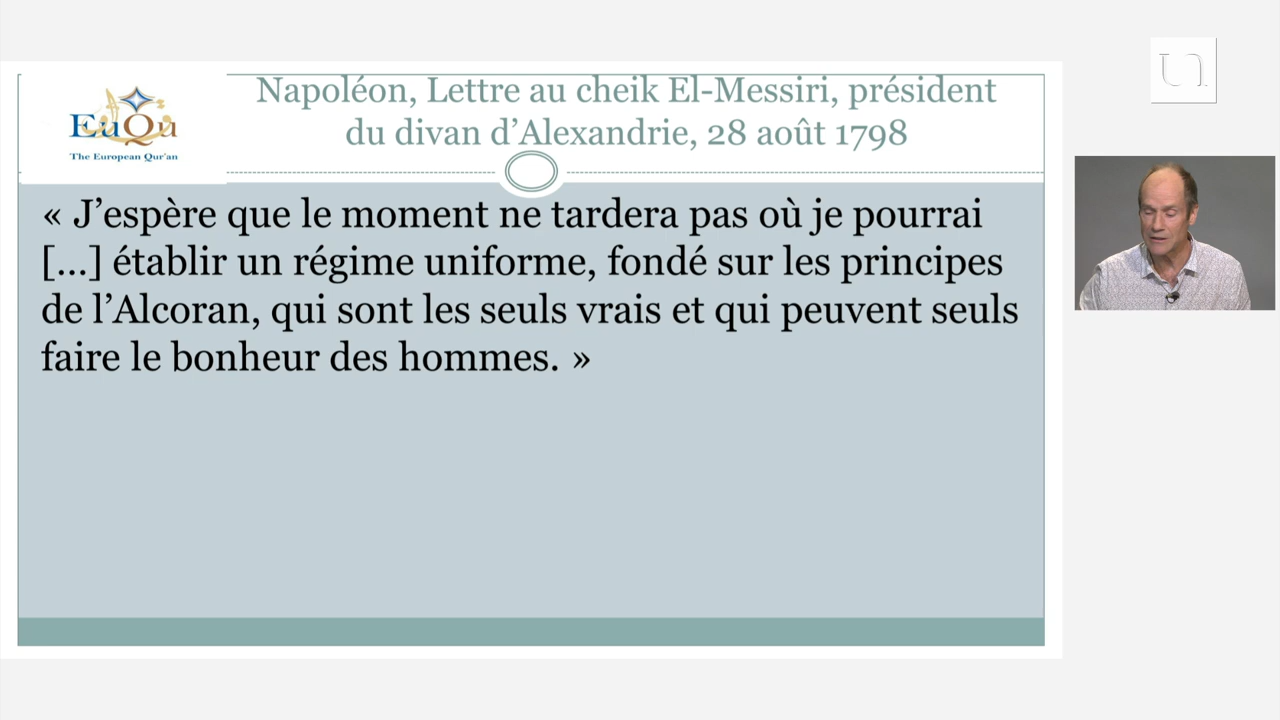 EuQu
The European Qur'an
Napoléon, Lettre au cheik El-Messiri, président
du divan d’Alexandrie, 28 août 1798
« J’espère que le moment ne tardera pas où je pourrai
[…] établir un régime uniforme, fondé sur les principes
de l’Alcoran, qui sont les seuls vrais et qui peuvent seuls
faire le bonheur des hommes. »